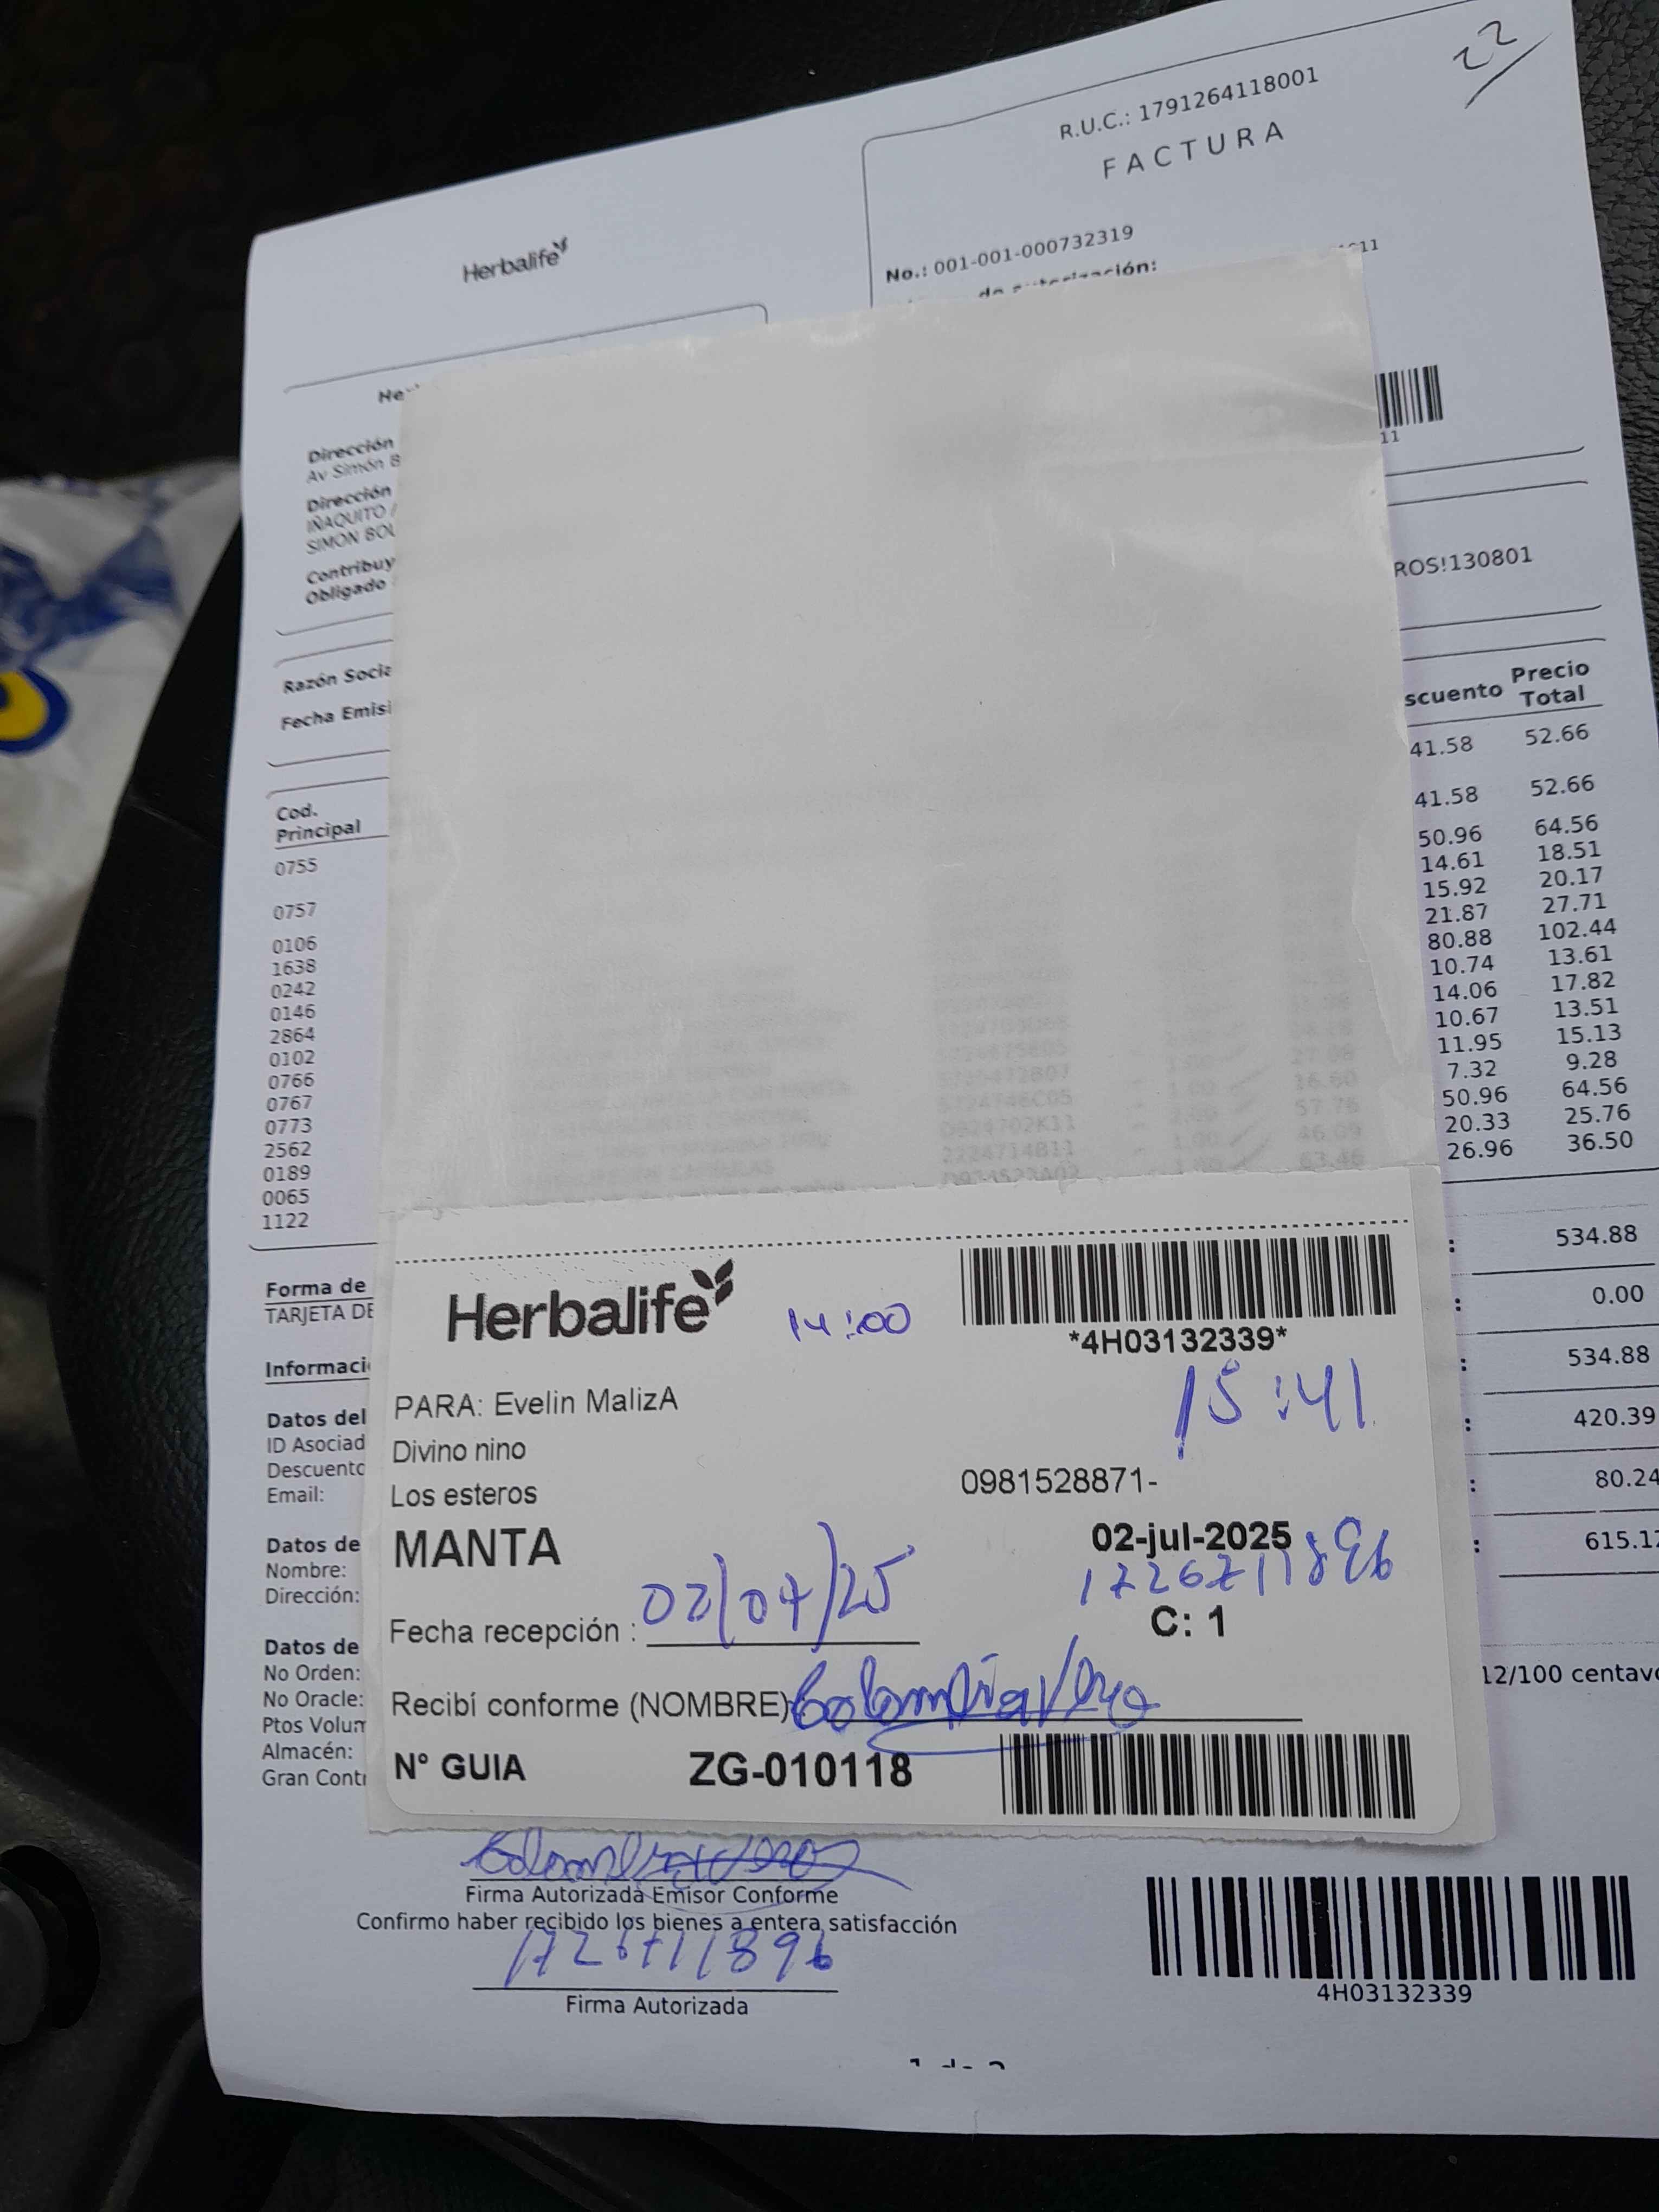 22
R.U.C.: 1791264118001
FACTURA
Herbalife
No.: 001-001-000732319
11
Dirección
Av Simón B
Dirección
IÑAQUITO
SIMON BOL
Contribuy
Obligado
ROS!130801
Razón Socia
Fecha Emisi
Cod. Principal
scuento Precio Total
0755 41.58 52.66
0757 41.58 52.66
0106 50.96 64.56
1638 14.61 18.51
0242 15.92 20.17
0146 21.87 27.71
2864 80.88 102.44
0102 10.74 13.61
0766 14.06 17.82
0767 10.67 13.51
0773 11.95 15.13
2562 7.32 9.28
0189 50.96 64.56
0065 20.33 25.76
1122 26.96 36.50
: 534.88
: 0.00
: 534.88
: 420.39
: 80.24
: 615.12
Forma de
TARJETA DE
Informaci
Datos del
ID Asociad
Descuento
Email:
Datos de
Nombre:
Dirección:
Datos de
No Orden:
No Oracle:
Ptos Volum
Almacén:
Gran Cont
12/100 centavo
Herbalife
14:00
*4H03132339*
15:41
PARA: Evelin MalizA
Divino nino
Los esteros
0981528871-
MANTA
02-jul-2025
1726711896
C: 1
Fecha recepción : 02/07/25
Recibí conforme (NOMBRE)
N° GUIA ZG-010118
Firma Autorizada Emisor Conforme
Confirmo haber recibido los bienes a entera satisfacción
1726711896
Firma Autorizada
4H03132339